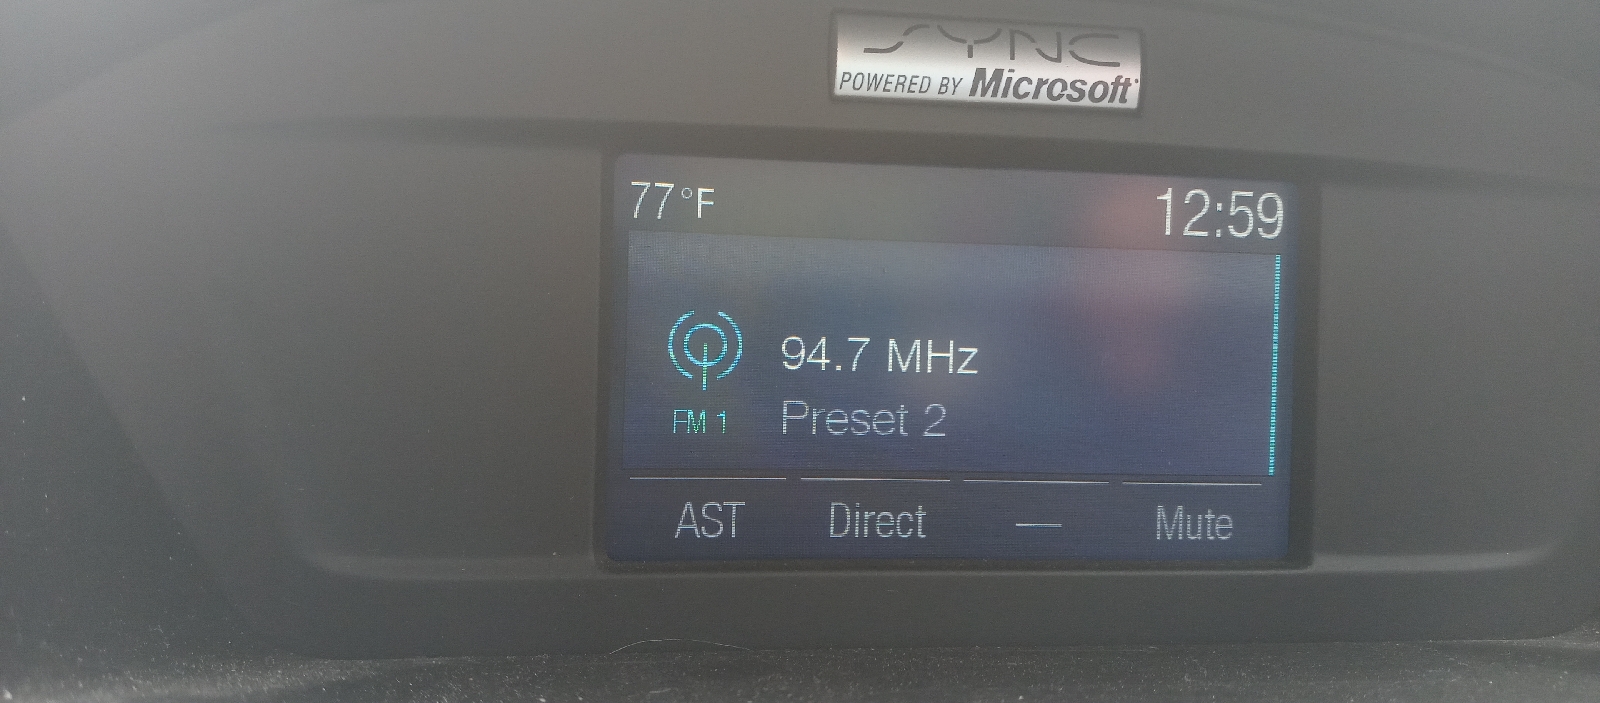 SYNC
POWERED BY Microsoft
77°F 12:59
94.7 MHz
FM 1 Preset 2
AST Direct — Mute